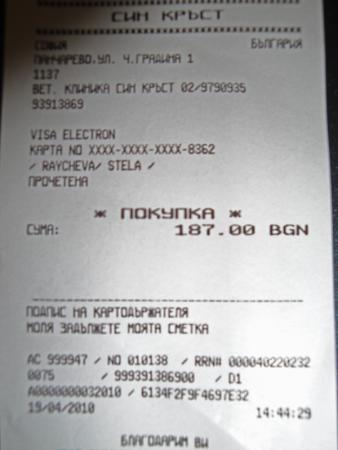 СИН КРЪСТ
СОФИЯ БЪЛГАРИЯ
ПАНЧАРЕВО,УЛ. Ч.ГРАДИНА 1
1137
ВЕТ. КЛИНИКА СИН КРЪСТ 02/9790935
93913869
VISA ELECTRON
КАРТА NO XXXX-XXXX-XXXX-8362
/ RAYCHEVA/ STELA /
ПРОЧЕТЕНА
* ПОКУПКА *
СУМА: 187.00 BGN
ПОДПИС НА КАРТОДЪРЖАТЕЛЯ
МОЛЯ ЗАДЪЛЖЕТЕ МОЯТА СМЕТКА
AC 999947 / NO 010138 / RRN# 000040220232
0075 / 999391386900 / D1
A0000000032010 / 6134F2F9F4697E32
19/04/2010 14:44:29
БЛАГОДАРИМ ВИ